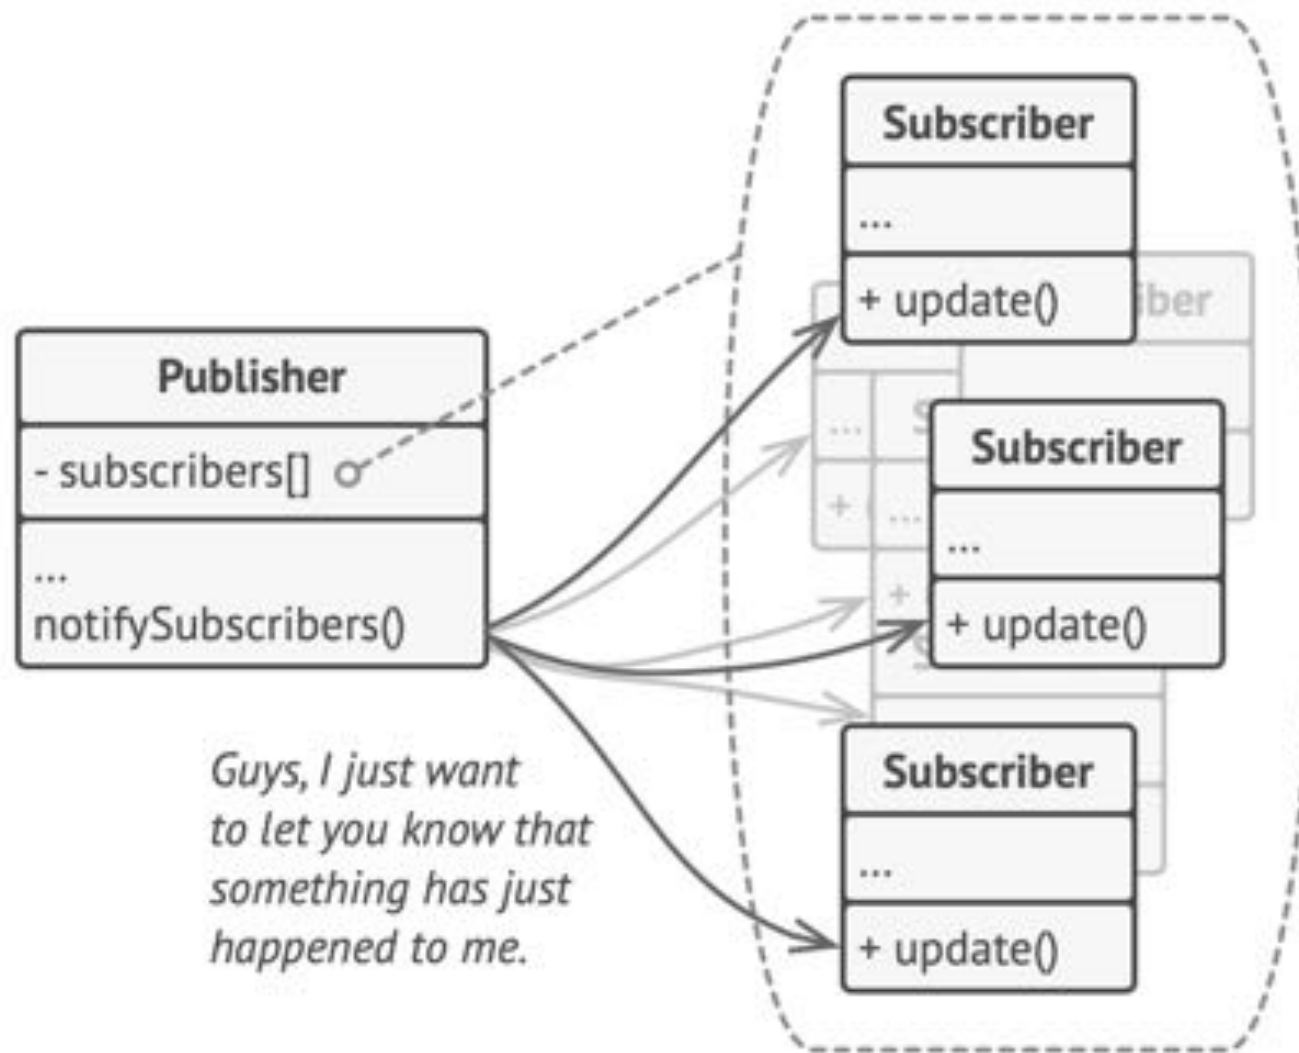 Publisher
- subscribers[]
...
notifySubscribers()
Guys, I just want
to let you know that
something has just
happened to me.
Subscriber
...
+ update()
...
+
...
+
Subscriber
...
+ update()
Subscriber
...
+ update()